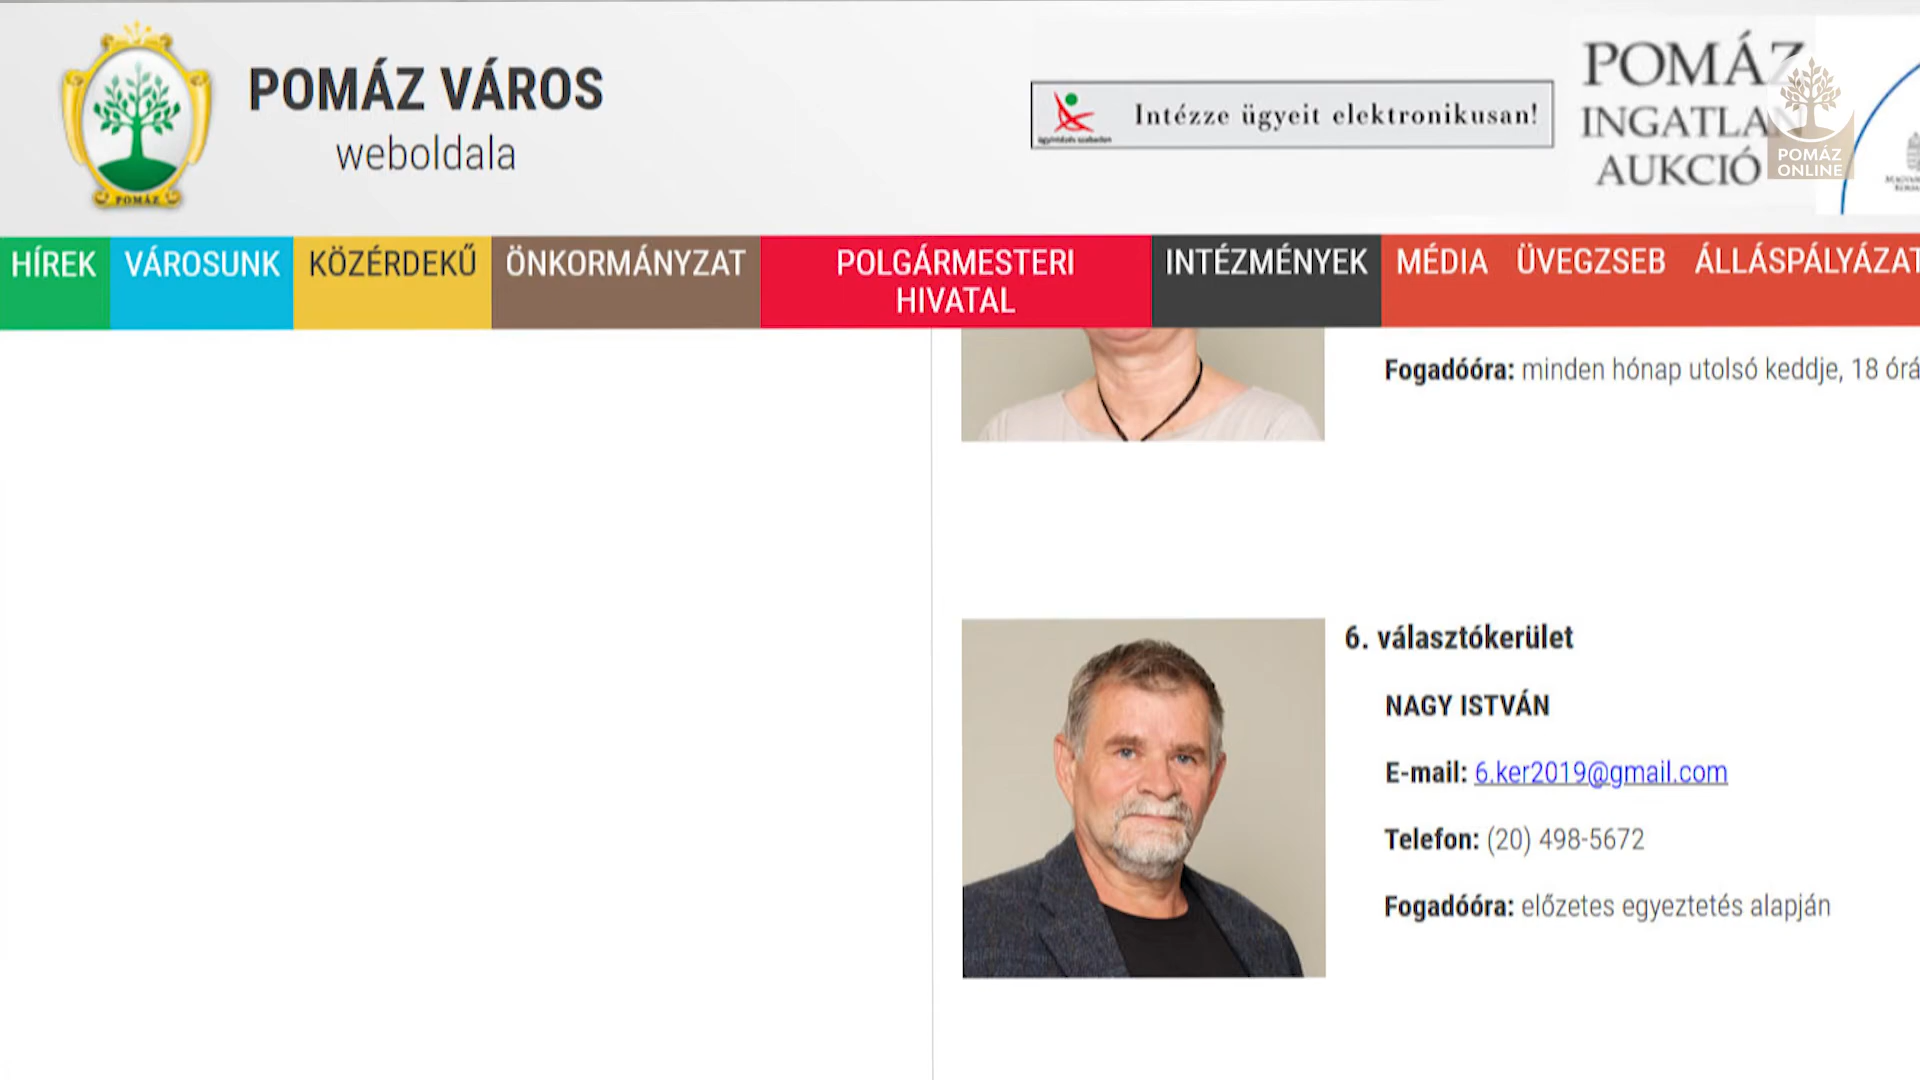 POMÁZ
POMÁZ VÁROS
weboldala
Intézze ügyeit elektronikusan!
POMÁZ
INGATLAN
AUKCIÓ
POMÁZ
ONLINE
HÍREK
VÁROSUNK
KÖZÉRDEKŰ
ÖNKORMÁNYZAT
POLGÁRMESTERI
HIVATAL
INTÉZMÉNYEK
MÉDIA
ÜVEGZSEB
ÁLLÁSPÁLYÁZAT
Fogadóóra: minden hónap utolsó keddje, 18 órá
6. választókerület
NAGY ISTVÁN
E-mail: 6.ker2019@gmail.com
Telefon: (20) 498-5672
Fogadóóra: előzetes egyeztetés alapján